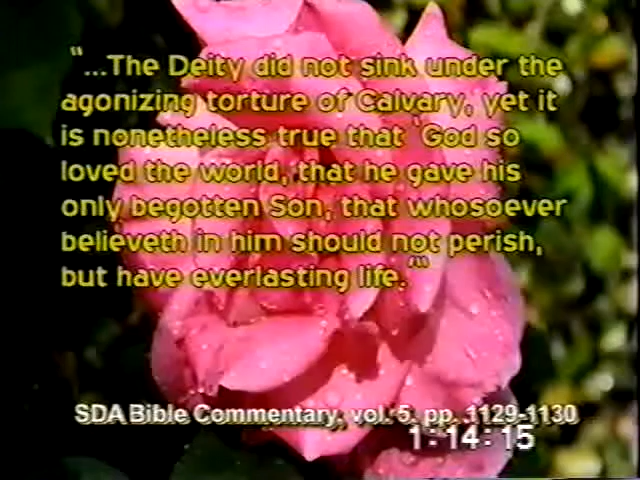 "...The Deity did not sink under the
agonizing torture of Calvary, yet it
is nonetheless true that 'God so
loved the world, that he gave his
only begotten Son, that whosoever
believeth in him should not perish,
but have everlasting life.'"
SDA Bible Commentary, vol. 5, pp. 1129-1130
1:14:15